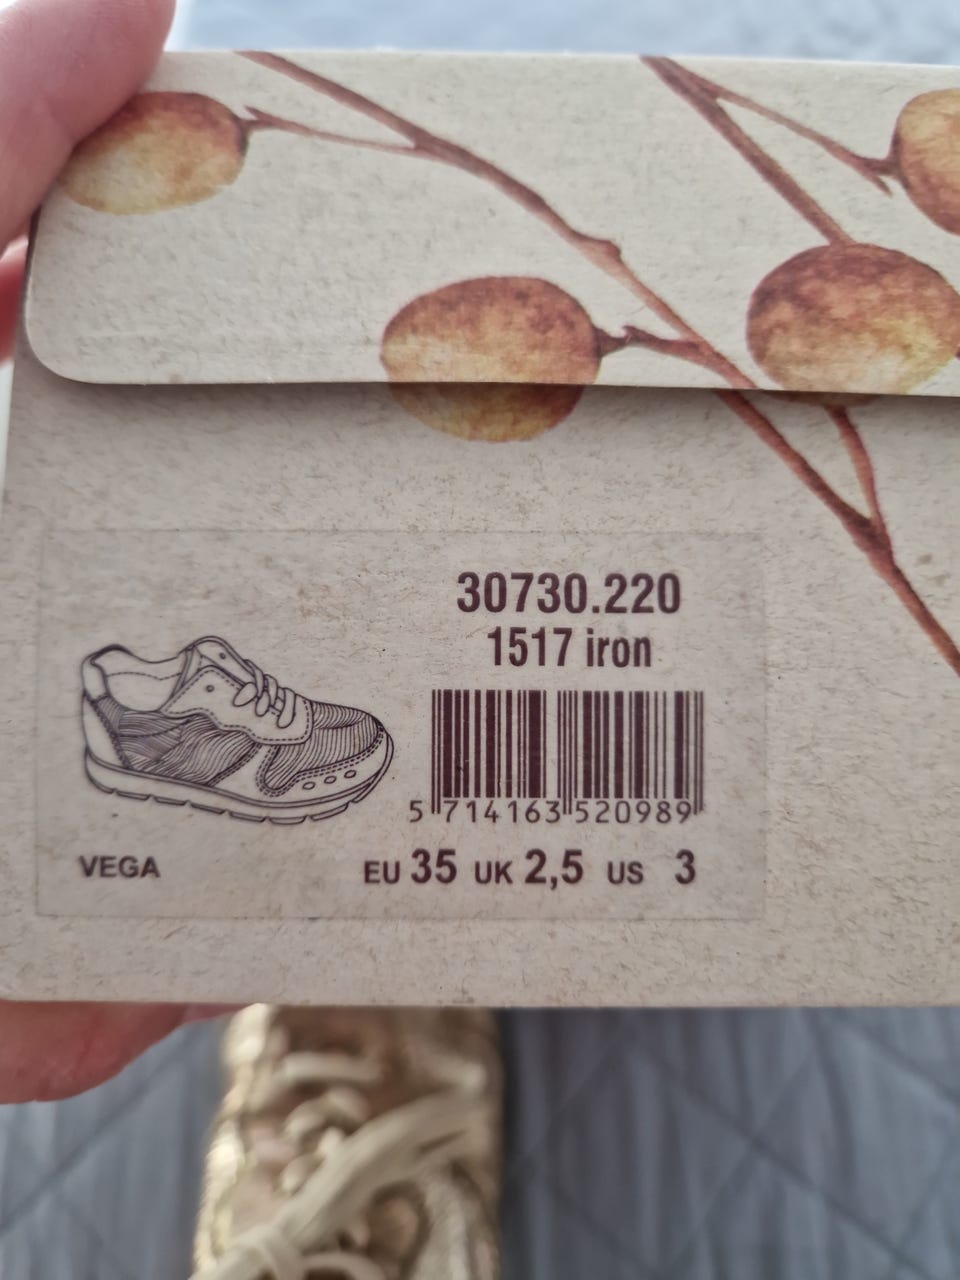 30730.220
1517 iron
5 714163 520989
VEGA
EU 35 UK 2,5 US 3